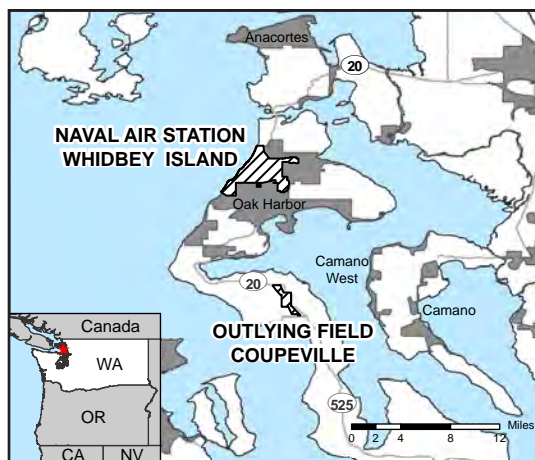 Anacortes
20
NAVAL AIR STATION
WHIDBEY ISLAND
Oak Harbor
Camano
West
20
Camano
OUTLYING FIELD
COUPEVILLE
Canada
WA
OR
CA
NV
525
Miles
0 2 4 8 12